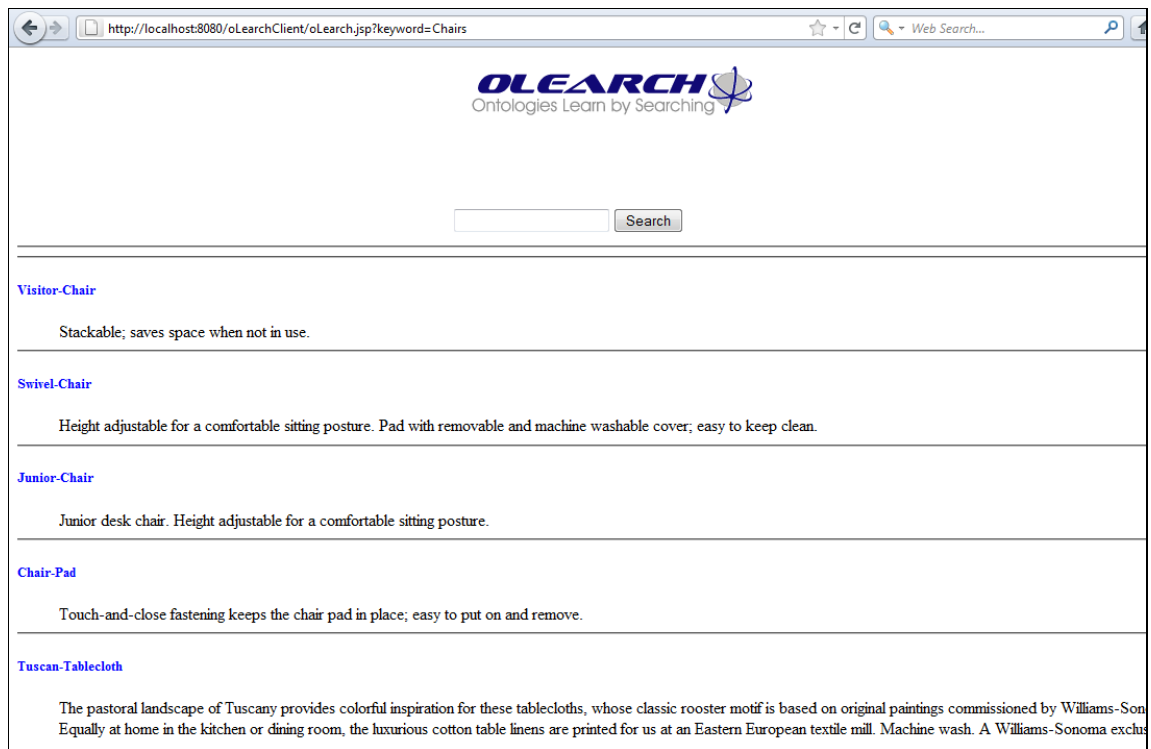 http://localhost:8080/oLearchClient/oLearch.jsp?keyword=Chairs
Web Search...
OLEARCH
Ontologies Learn by Searching
Search
Visitor-Chair
Stackable; saves space when not in use.
Swivel-Chair
Height adjustable for a comfortable sitting posture. Pad with removable and machine washable cover; easy to keep clean.
Junior-Chair
Junior desk chair. Height adjustable for a comfortable sitting posture.
Chair-Pad
Touch-and-close fastening keeps the chair pad in place; easy to put on and remove.
Tuscan-Tablecloth
The pastoral landscape of Tuscany provides colorful inspiration for these tablecloths, whose classic rooster motif is based on original paintings commissioned by Williams-Son
Equally at home in the kitchen or dining room, the luxurious cotton table linens are printed for us at an Eastern European textile mill. Machine wash. A Williams-Sonoma exclus